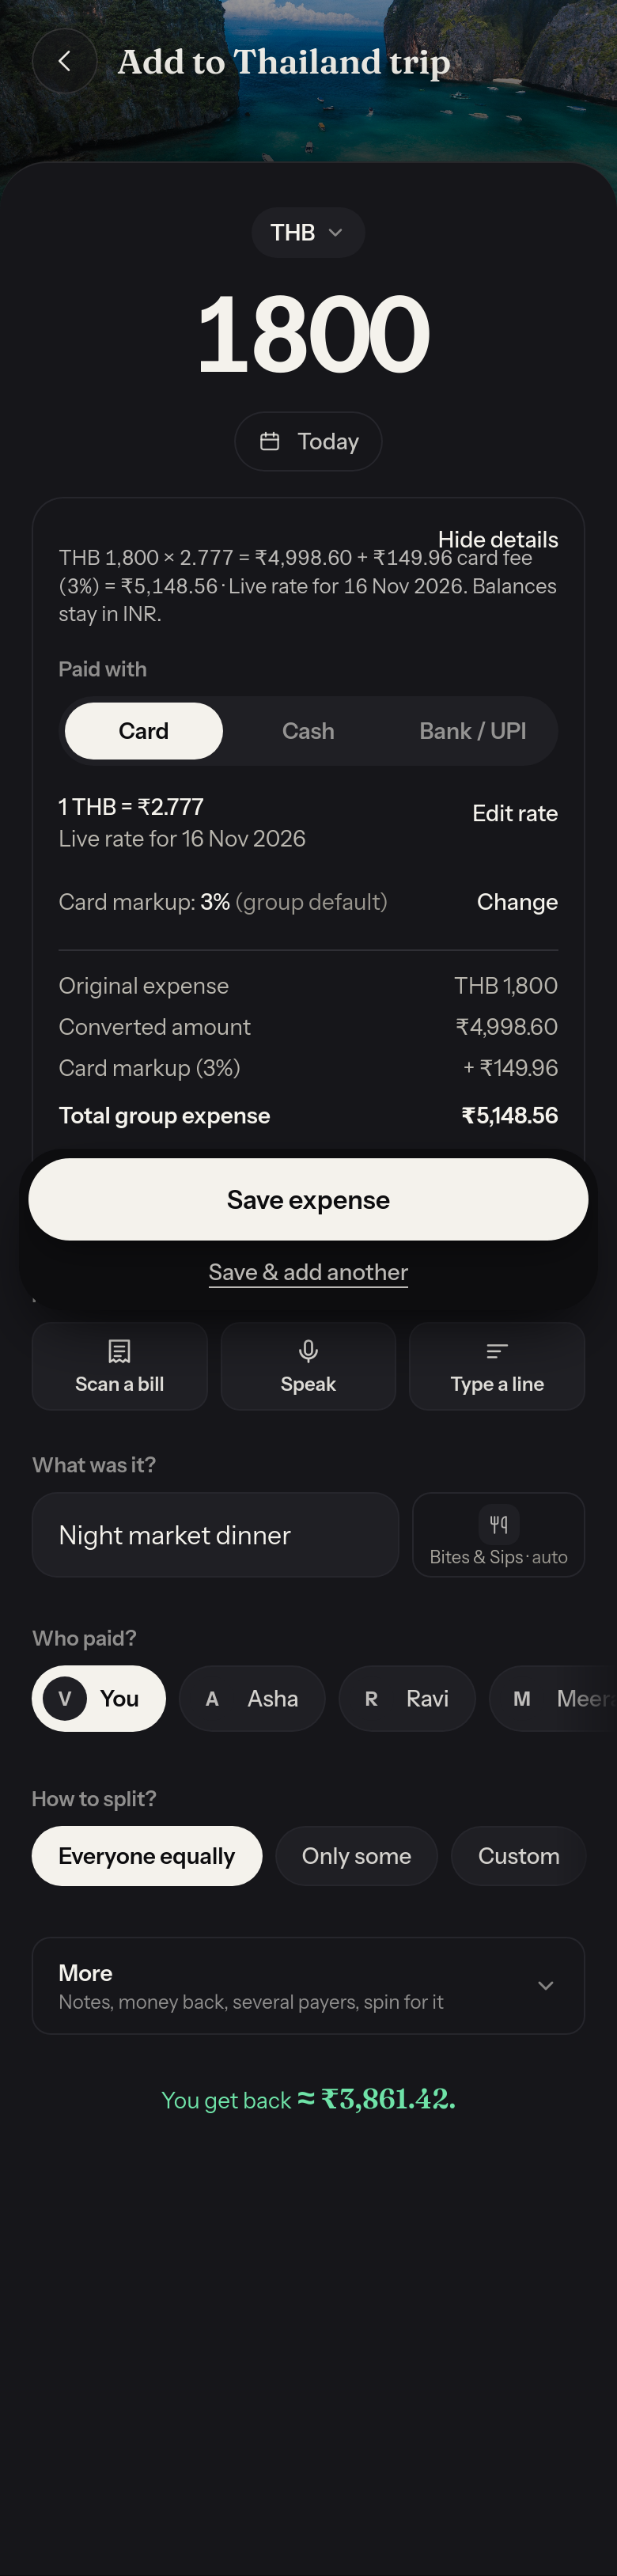 Add to Thailand trip
THB
1800
Today
Hide details
THB 1,800 × 2.777 = ₹4,998.60 + ₹149.96 card fee
(3%) = ₹5,148.56 · Live rate for 16 Nov 2026. Balances
stay in INR.
Paid with
Card
Cash
Bank / UPI
1 THB = ₹2.777
Edit rate
Live rate for 16 Nov 2026
Card markup: 3% (group default)
Change
Original expense
THB 1,800
Converted amount
₹4,998.60
Card markup (3%)
+ ₹149.96
Total group expense
₹5,148.56
Save expense
Save & add another
Scan a bill
Speak
Type a line
What was it?
Night market dinner
Bites & Sips · auto
Who paid?
V You
A Asha
R Ravi
M Meera
How to split?
Everyone equally
Only some
Custom
More
Notes, money back, several payers, spin for it
You get back ≈ ₹3,861.42.